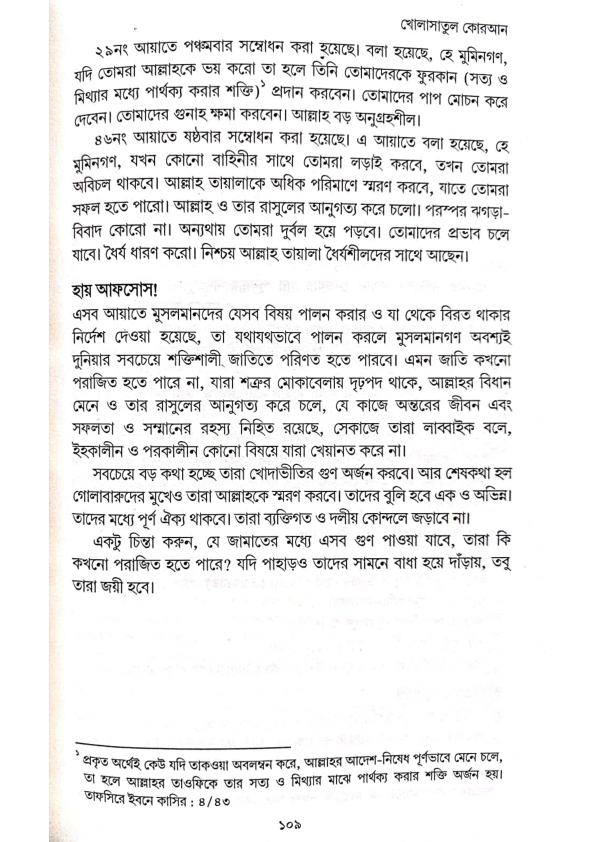 খোলাসাতুল কোরআন
২৯নং আয়াতে পঞ্চমবার সম্বোধন করা হয়েছে। বলা হয়েছে, হে মুমিনগণ,
যদি তোমরা আল্লাহকে ভয় করো তা হলে তিনি তোমাদেরকে ফুরকান (সত্য ও
মিথ্যার মধ্যে পার্থক্য করার শক্তি)১ প্রদান করবেন। তোমাদের পাপ মোচন করে
দেবেন। তোমাদের গুনাহ ক্ষমা করবেন। আল্লাহ বড় অনুগ্রহশীল।
৪৬নং আয়াতে ষষ্ঠবার সম্বোধন করা হয়েছে। এ আয়াতে বলা হয়েছে, হে
মুমিনগণ, যখন কোনো বাহিনীর সাথে তোমরা লড়াই করবে, তখন তোমরা
অবিচল থাকবে। আল্লাহ তায়ালাকে অধিক পরিমাণে স্মরণ করবে, যাতে তোমরা
সফল হতে পারো। আল্লাহ ও তার রাসুলের আনুগত্য করে চলো। পরস্পর ঝগড়া-
বিবাদ কোরো না। অন্যথায় তোমরা দুর্বল হয়ে পড়বে। তোমাদের প্রভাব চলে
যাবে। ধৈর্য ধারণ করো। নিশ্চয় আল্লাহ তায়ালা ধৈর্যশীলদের সাথে আছেন।
হায় আফসোস!
এসব আয়াতে মুসলমানদের যেসব বিষয় পালন করার ও যা থেকে বিরত থাকার
নির্দেশ দেওয়া হয়েছে, তা যথাযথভাবে পালন করলে মুসলমানগণ অবশ্যই
দুনিয়ার সবচেয়ে শক্তিশালী জাতিতে পরিণত হতে পারবে। এমন জাতি কখনো
পরাজিত হতে পারে না, যারা শত্রুর মোকাবেলায় দৃঢ়পদ থাকে, আল্লাহর বিধান
মেনে ও তার রাসুলের আনুগত্য করে চলে, যে কাজে অন্তরের জীবন এবং
সফলতা ও সম্মানের রহস্য নিহিত রয়েছে, সেকাজে তারা লাব্বাইক বলে,
ইহকালীন ও পরকালীন কোনো বিষয়ে যারা খেয়ানত করে না।
সবচেয়ে বড় কথা হচ্ছে তারা খোদাভীতির গুণ অর্জন করবে। আর শেষকথা হল
গোলাবারুদের মুখেও তারা আল্লাহকে স্মরণ করবে। তাদের বুলি হবে এক ও অভিন্ন।
তাদের মধ্যে পূর্ণ ঐক্য থাকবে। তারা ব্যক্তিগত ও দলীয় কোন্দলে জড়াবে না।
একটু চিন্তা করুন, যে জামাতের মধ্যে এসব গুণ পাওয়া যাবে, তারা কি
কখনো পরাজিত হতে পারে? যদি পাহাড়ও তাদের সামনে বাধা হয়ে দাঁড়ায়, তবু
তারা জয়ী হবে।
১ প্রকৃত অর্থেই কেউ যদি তাকওয়া অবলম্বন করে, আল্লাহর আদেশ-নিষেধ পূর্ণভাবে মেনে চলে,
তা হলে আল্লাহর তাওফিকে তার সত্য ও মিথ্যার মাঝে পার্থক্য করার শক্তি অর্জন হয়।
তাফসিরে ইবনে কাসির : ৪/৪৩
১০৯